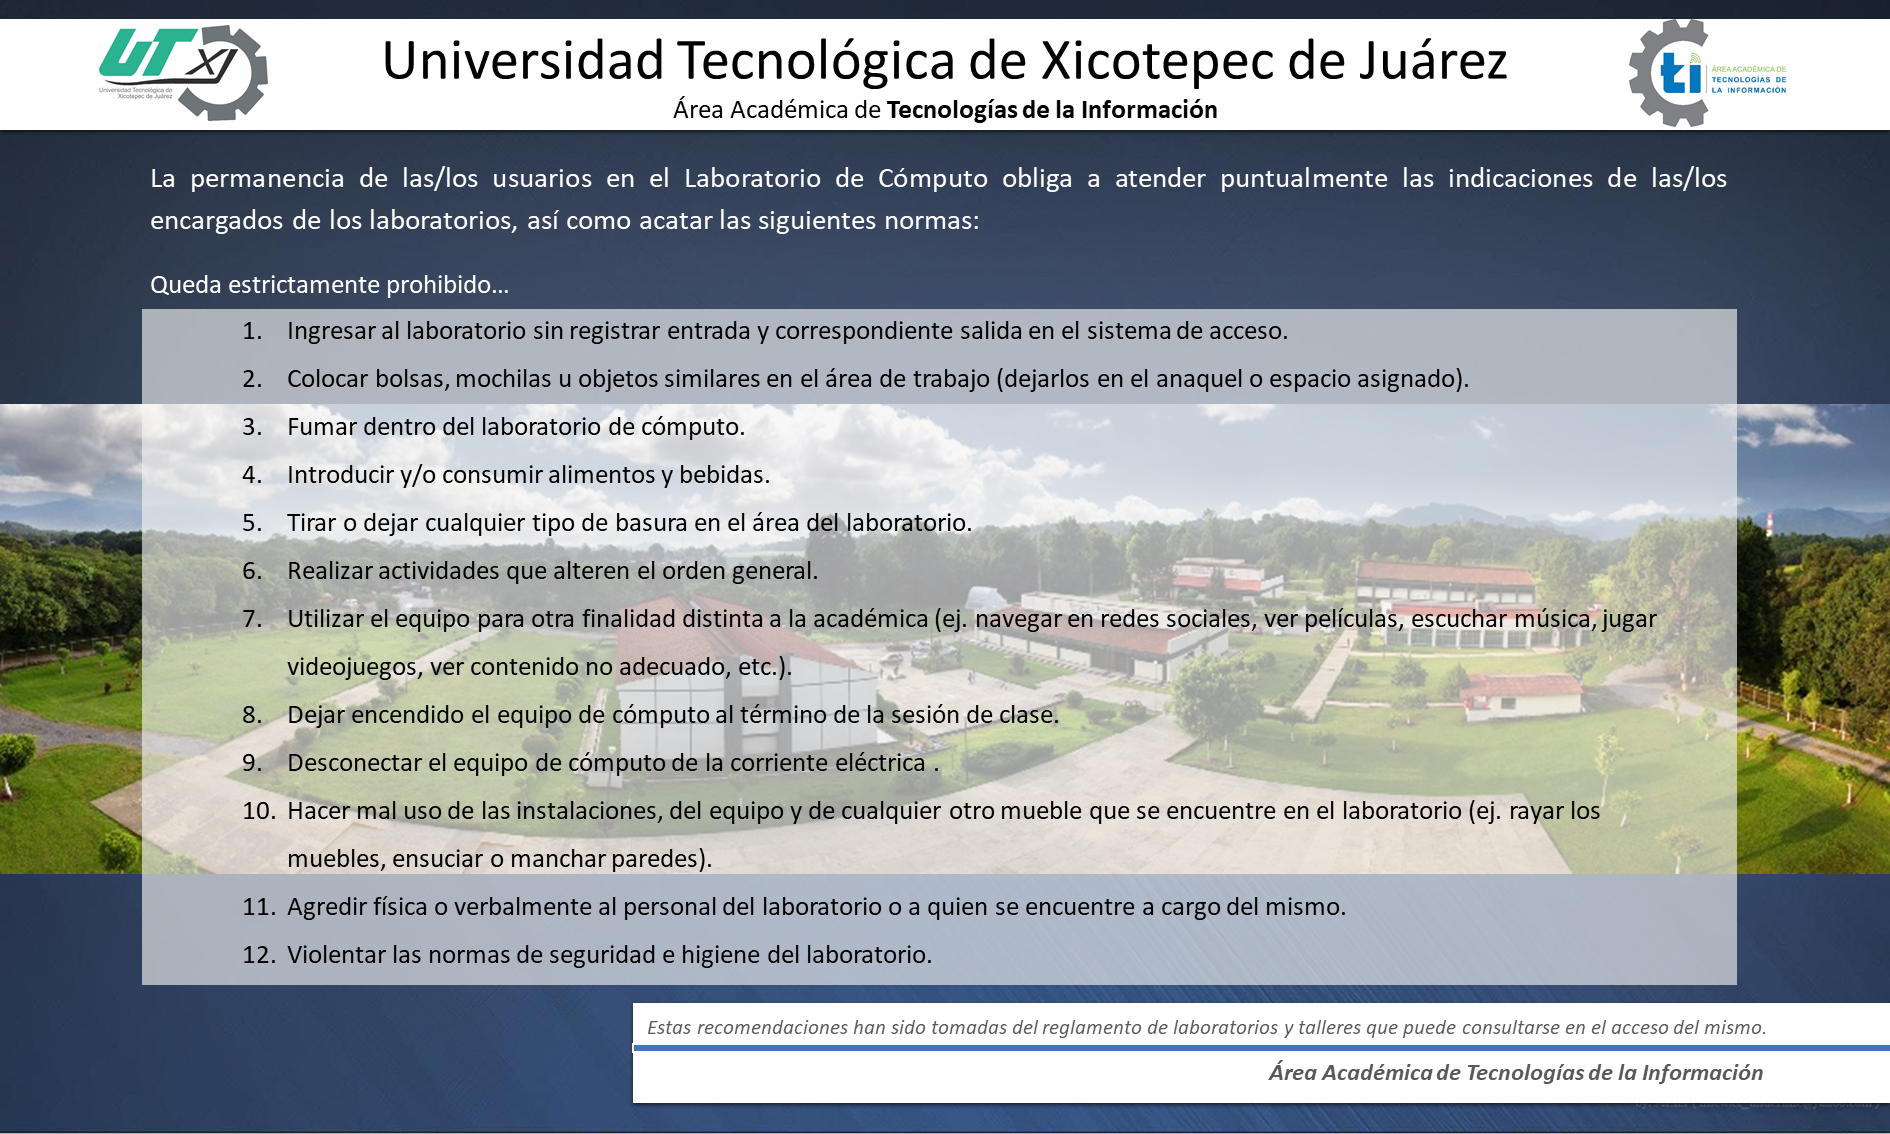 UTXJ
Universidad Tecnológica de
Xicotepec de Juárez
Universidad Tecnológica de Xicotepec de Juárez
Área Académica de Tecnologías de la Información
ti
ÁREA ACADÉMICA DE
TECNOLOGÍAS DE
LA INFORMACIÓN
La permanencia de las/los usuarios en el Laboratorio de Cómputo obliga a atender puntualmente las indicaciones de las/los
encargados de los laboratorios, así como acatar las siguientes normas:
Queda estrictamente prohibido...
1. Ingresar al laboratorio sin registrar entrada y correspondiente salida en el sistema de acceso.
2. Colocar bolsas, mochilas u objetos similares en el área de trabajo (dejarlos en el anaquel o espacio asignado).
3. Fumar dentro del laboratorio de cómputo.
4. Introducir y/o consumir alimentos y bebidas.
5. Tirar o dejar cualquier tipo de basura en el área del laboratorio.
6. Realizar actividades que alteren el orden general.
7. Utilizar el equipo para otra finalidad distinta a la académica (ej. navegar en redes sociales, ver películas, escuchar música, jugar
videojuegos, ver contenido no adecuado, etc.).
8. Dejar encendido el equipo de cómputo al término de la sesión de clase.
9. Desconectar el equipo de cómputo de la corriente eléctrica .
10. Hacer mal uso de las instalaciones, del equipo y de cualquier otro mueble que se encuentre en el laboratorio (ej. rayar los
muebles, ensuciar o manchar paredes).
11. Agredir física o verbalmente al personal del laboratorio o a quien se encuentre a cargo del mismo.
12. Violentar las normas de seguridad e higiene del laboratorio.
Estas recomendaciones han sido tomadas del reglamento de laboratorios y talleres que puede consultarse en el acceso del mismo.
Área Académica de Tecnologías de la Información